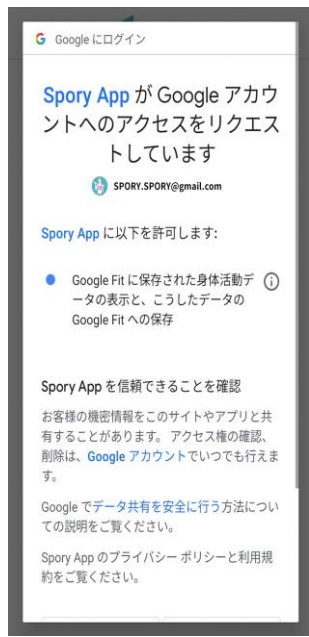 Google にログイン
Spory App が Google アカウ
ントへのアクセスをリクエス
トしています
SPORY.SPORY@gmail.com
Spory App に以下を許可します:
Google Fit に保存された身体活動デ
ータの表示と、こうしたデータの
Google Fit への保存
Spory App を信頼できることを確認
お客様の機密情報をこのサイトやアプリと共
有することがあります。 アクセス権の確認、
削除は、Google アカウントでいつでも行えま
す。
Google でデータ共有を安全に行う方法につい
ての説明をご覧ください。
Spory App のプライバシー ポリシーと利用規
約をご覧ください。